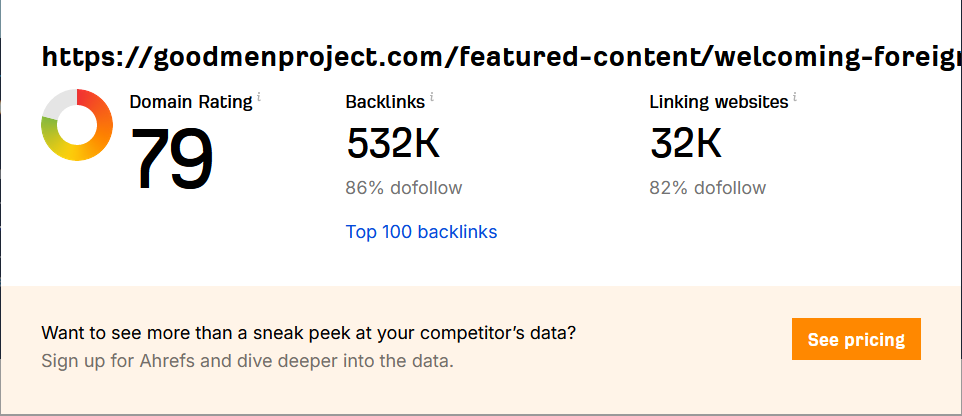 https://goodmenproject.com/featured-content/welcoming-foreign
Domain Rating i
79
Backlinks i
532K
86% dofollow
Top 100 backlinks
Linking websites i
32K
82% dofollow
Want to see more than a sneak peek at your competitor's data?
Sign up for Ahrefs and dive deeper into the data.
See pricing